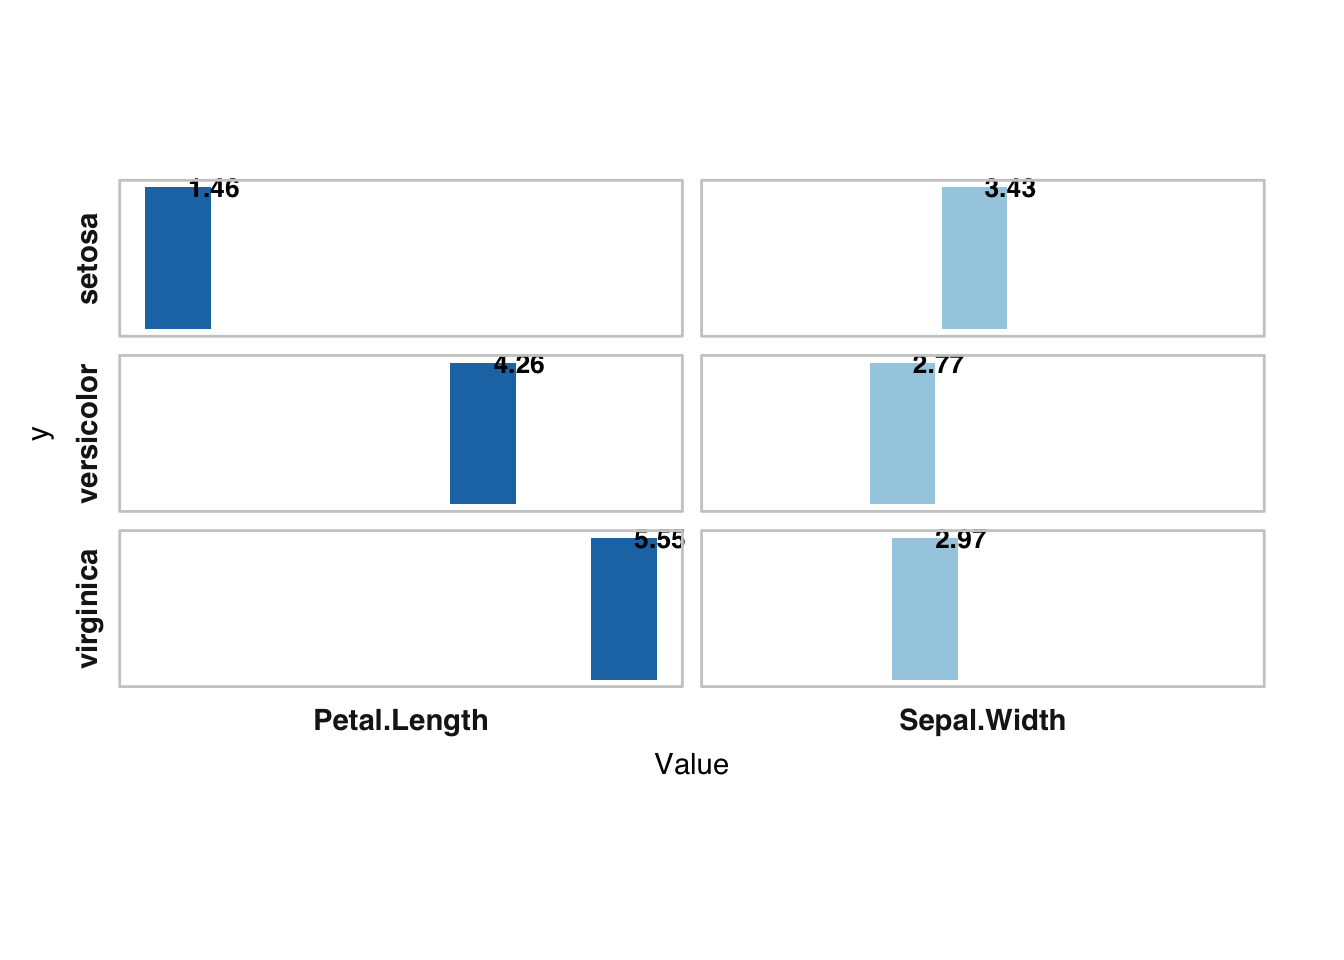 1.46 3.43
setosa
4.26 2.77
versicolor
y
5.55 2.97
virginica
Petal.Length Sepal.Width
Value